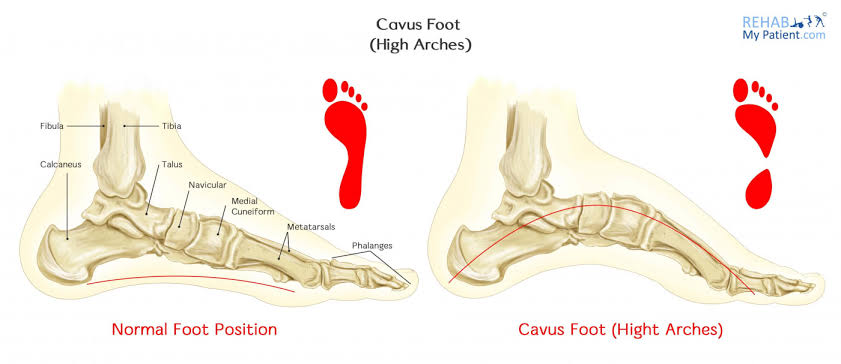 Cavus Foot
(High Arches)
REHAB
My Patient.com
©
Fibula
Tibia
Calcaneus
Talus
Navicular
Medial
Cuneiform
Metatarsals
Phalanges
Normal Foot Position
Cavus Foot (Hight Arches)